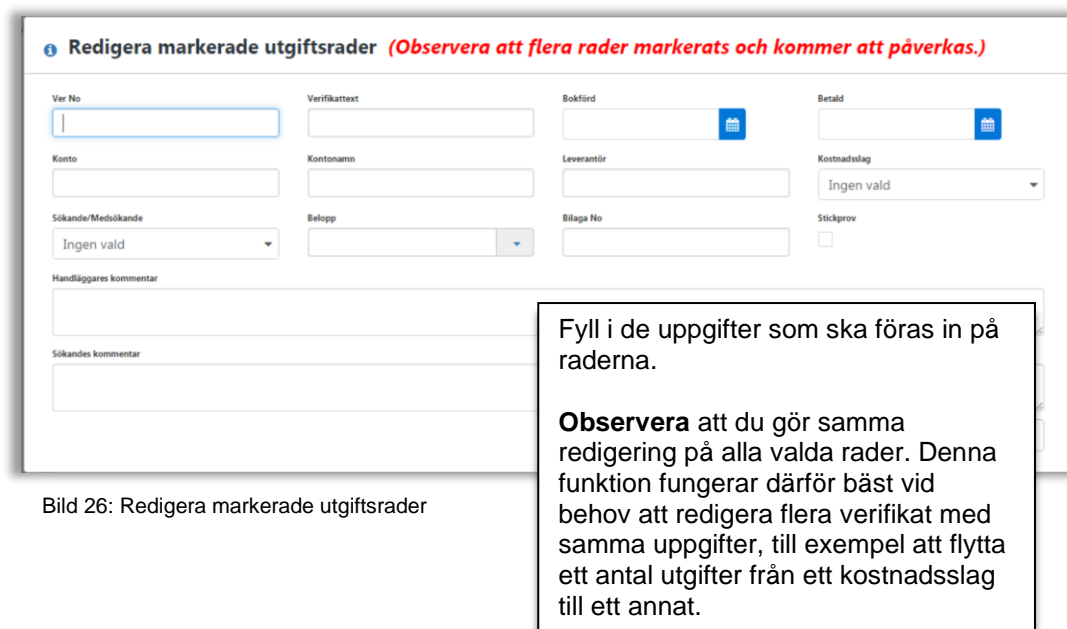 Redigera markerade utgiftsrader (Observera att flera rader markerats och kommer att påverkas.)
Ver No Verifikattext Bokförd Betald
Konto Kontonamn Leverantör Kostnadsslag
Ingen vald
Sökande/Medsökande Belopp Bilaga No Stickprov
Ingen vald
Handläggares kommentar
Sökandes kommentar
Fyll i de uppgifter som ska föras in på
raderna.
Observera att du gör samma
redigering på alla valda rader. Denna
funktion fungerar därför bäst vid
behov att redigera flera verifikat med
samma uppgifter, till exempel att flytta
ett antal utgifter från ett kostnadsslag
till ett annat.
Bild 26: Redigera markerade utgiftsrader